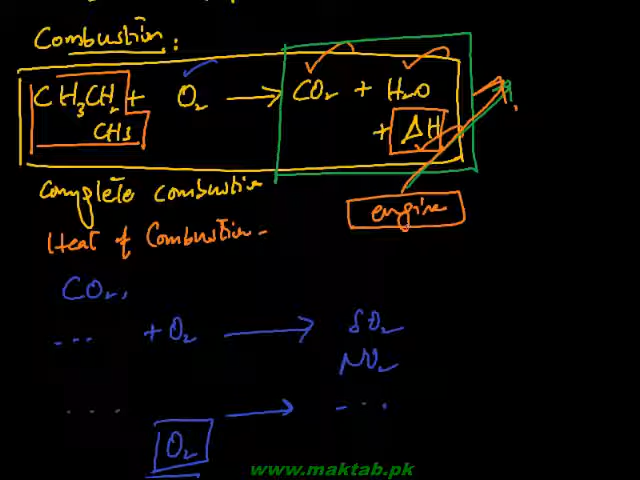 Combustion:
CH3CH2 + O2 → CO2 + H2O
CH3 + ΔH
Complete combustion
engine
Heat of Combustion
CO2,
... + O2 → SO2
NO2
.... → - ...
O2
www.maktab.pk